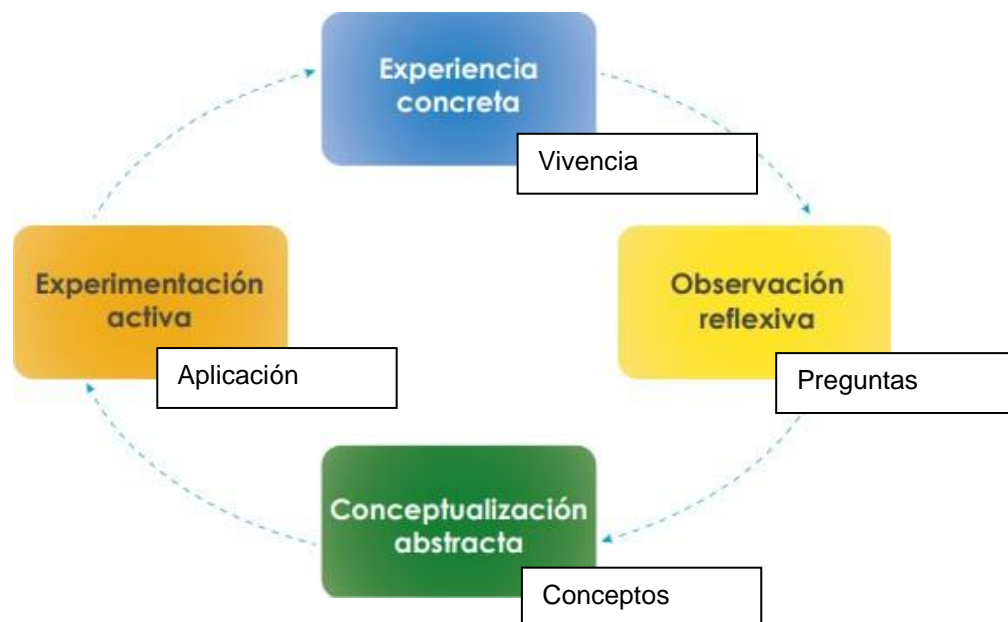 Experiencia
concreta
Vivencia
Observación
reflexiva
Preguntas
Conceptualización
abstracta
Conceptos
Experimentación
activa
Aplicación